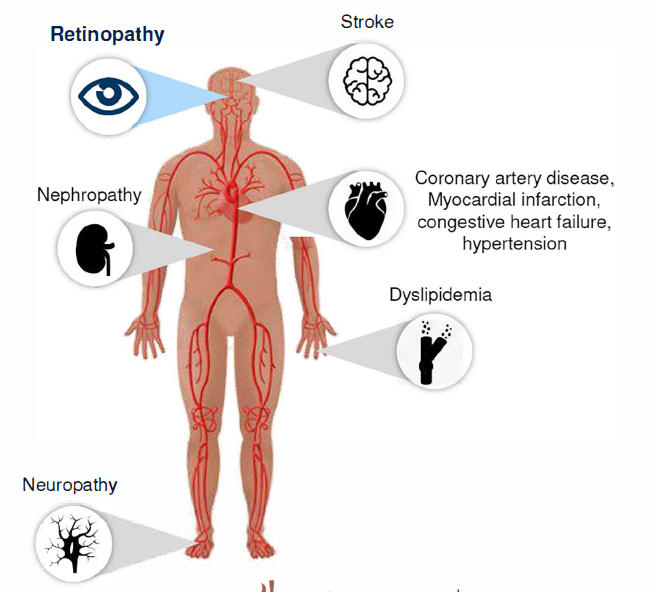 Retinopathy
Stroke
Nephropathy
Coronary artery disease,
Myocardial infarction,
congestive heart failure,
hypertension
Dyslipidemia
Neuropathy